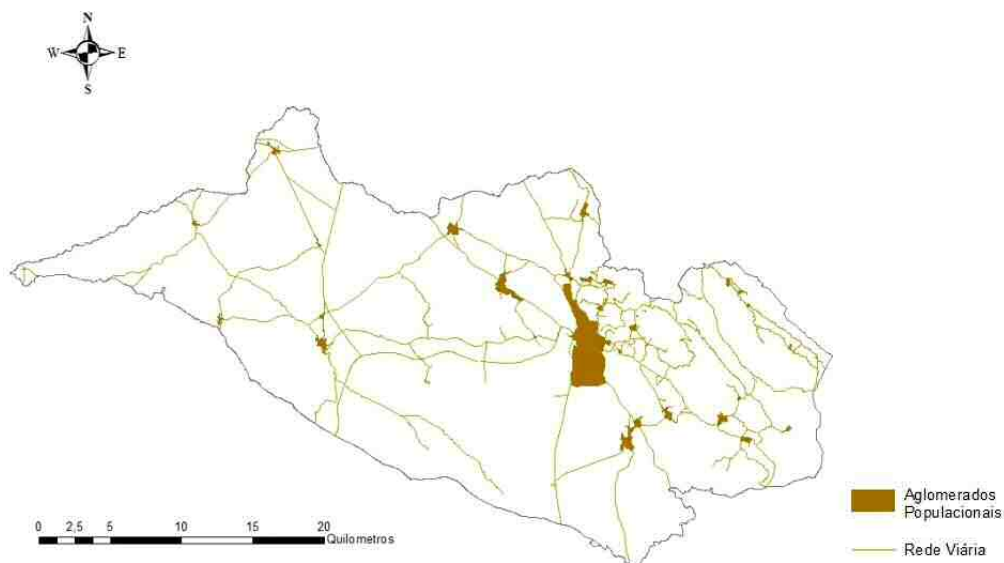 N
W E
S
0 2,5 5 10 15 20
Quilometros
Aglomerados
Populacionais
Rede Viária